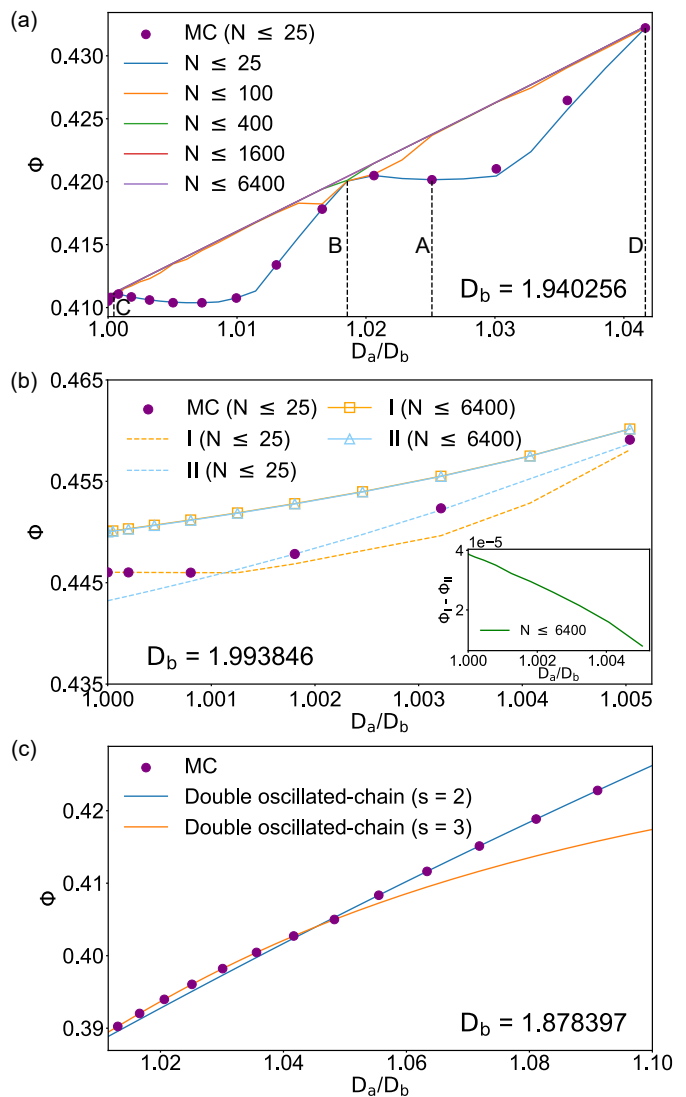 (a)
MC (N ≤ 25)
N ≤ 25
N ≤ 100
N ≤ 400
N ≤ 1600
N ≤ 6400
0.430
0.425
0.420
0.415
0.410
Φ
B
A
D
C
D_b = 1.940256
1.00
1.01
1.02
1.03
1.04
D_a/D_b
(b)
MC (N ≤ 25)
I (N ≤ 25)
II (N ≤ 25)
I (N ≤ 6400)
II (N ≤ 6400)
0.465
0.455
0.445
0.435
Φ
1e-5
4
2
Φ_I - Φ_II
N ≤ 6400
1.000
1.002
1.004
D_a/D_b
D_b = 1.993846
1.000
1.001
1.002
1.003
1.004
1.005
D_a/D_b
(c)
MC
Double oscillated-chain (s = 2)
Double oscillated-chain (s = 3)
0.42
0.41
0.40
0.39
Φ
D_b = 1.878397
1.02
1.04
1.06
1.08
1.10
D_a/D_b